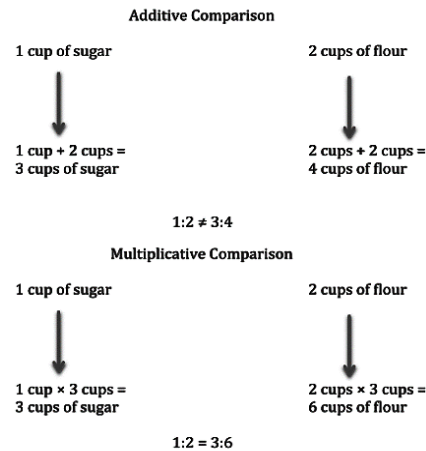 Additive Comparison
1 cup of sugar
2 cups of flour
1 cup + 2 cups =
3 cups of sugar
2 cups + 2 cups =
4 cups of flour
1:2 ≠ 3:4
Multiplicative Comparison
1 cup of sugar
2 cups of flour
1 cup × 3 cups =
3 cups of sugar
2 cups × 3 cups =
6 cups of flour
1:2 = 3:6